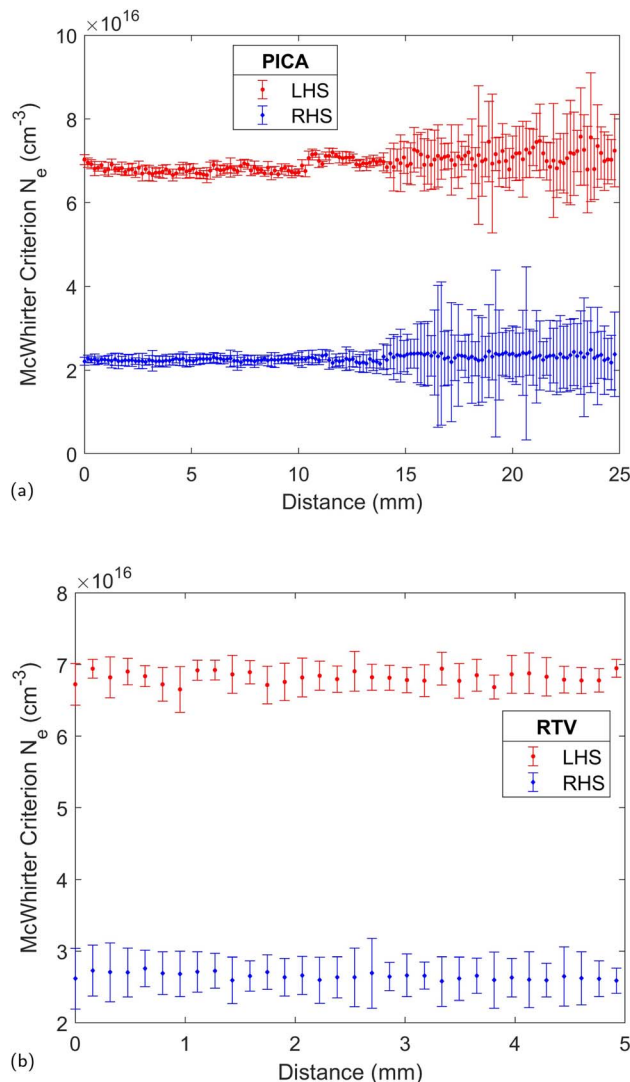 ×10^16
10
8
6
4
2
0
McWhirter Criterion N_e (cm^-3)
PICA
LHS
RHS
0
5
10
15
20
25
Distance (mm)
(a)
×10^16
8
7
6
5
4
3
2
McWhirter Criterion N_e (cm^-3)
RTV
LHS
RHS
0
1
2
3
4
5
Distance (mm)
(b)